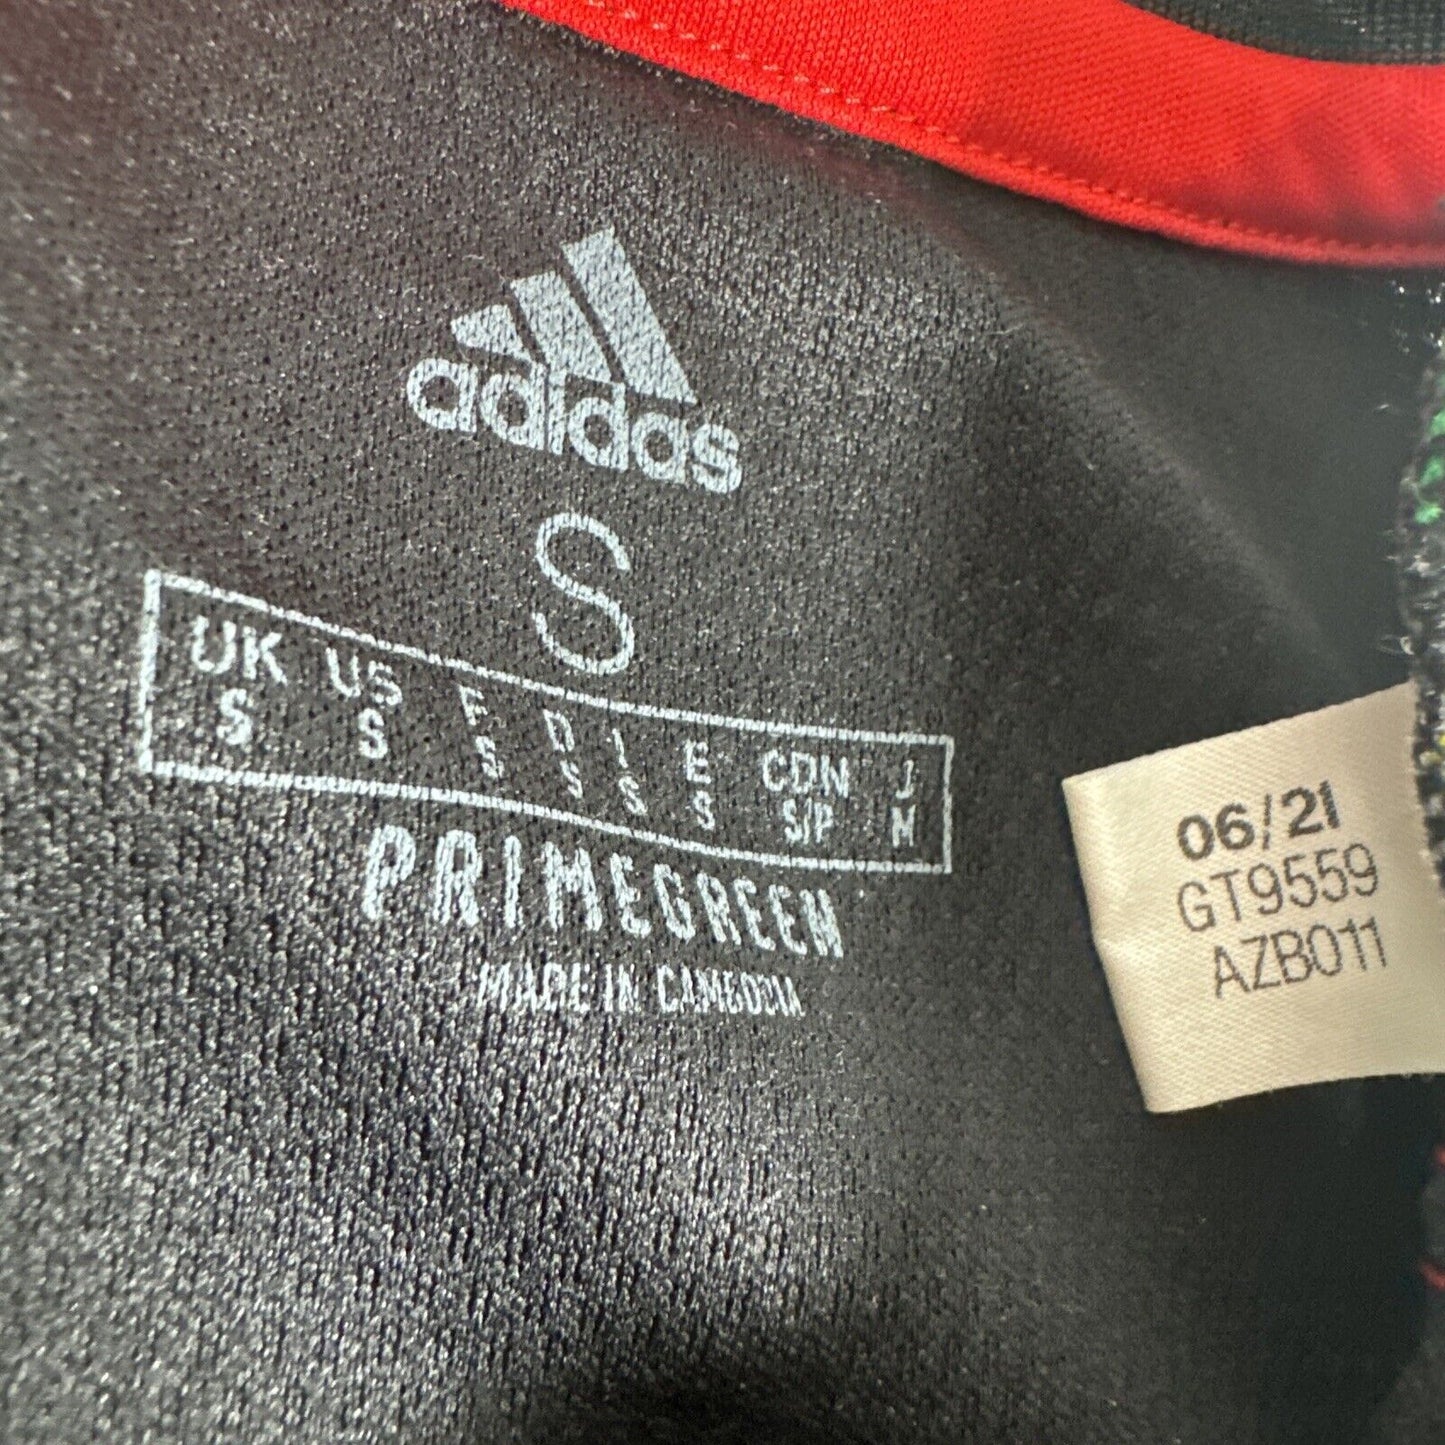 adidas
S
UK US F D I E CDN J
S S S S S S S/P M
PRIMEGREEN
MADE IN CAMBODIA
06/21
GT9559
AZB011